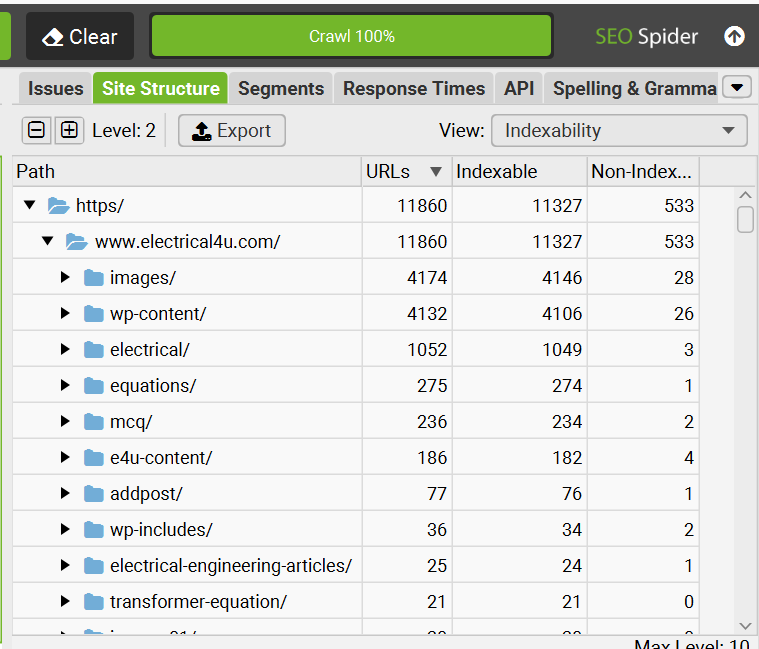 Clear Crawl 100% SEO Spider
Issues Site Structure Segments Response Times API Spelling & Gramma
Level: 2 Export View: Indexability
Path URLs Indexable Non-Index...
https/ 11860 11327 533
www.electrical4u.com/ 11860 11327 533
images/ 4174 4146 28
wp-content/ 4132 4106 26
electrical/ 1052 1049 3
equations/ 275 274 1
mcq/ 236 234 2
e4u-content/ 186 182 4
addpost/ 77 76 1
wp-includes/ 36 34 2
electrical-engineering-articles/ 25 24 1
transformer-equation/ 21 21 0
Max Level: 10